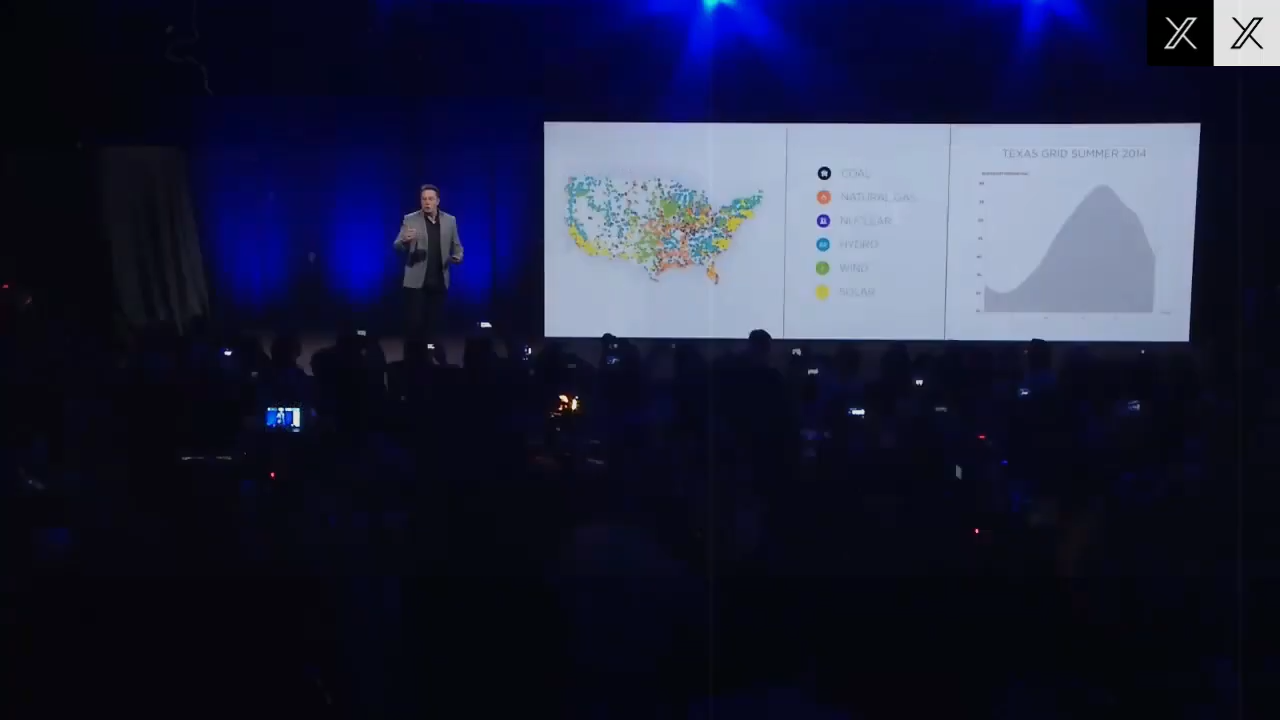 TEXAS GRID SUMMER 2014
COAL
NATURAL GAS
NUCLEAR
HYDRO
WIND
SOLAR